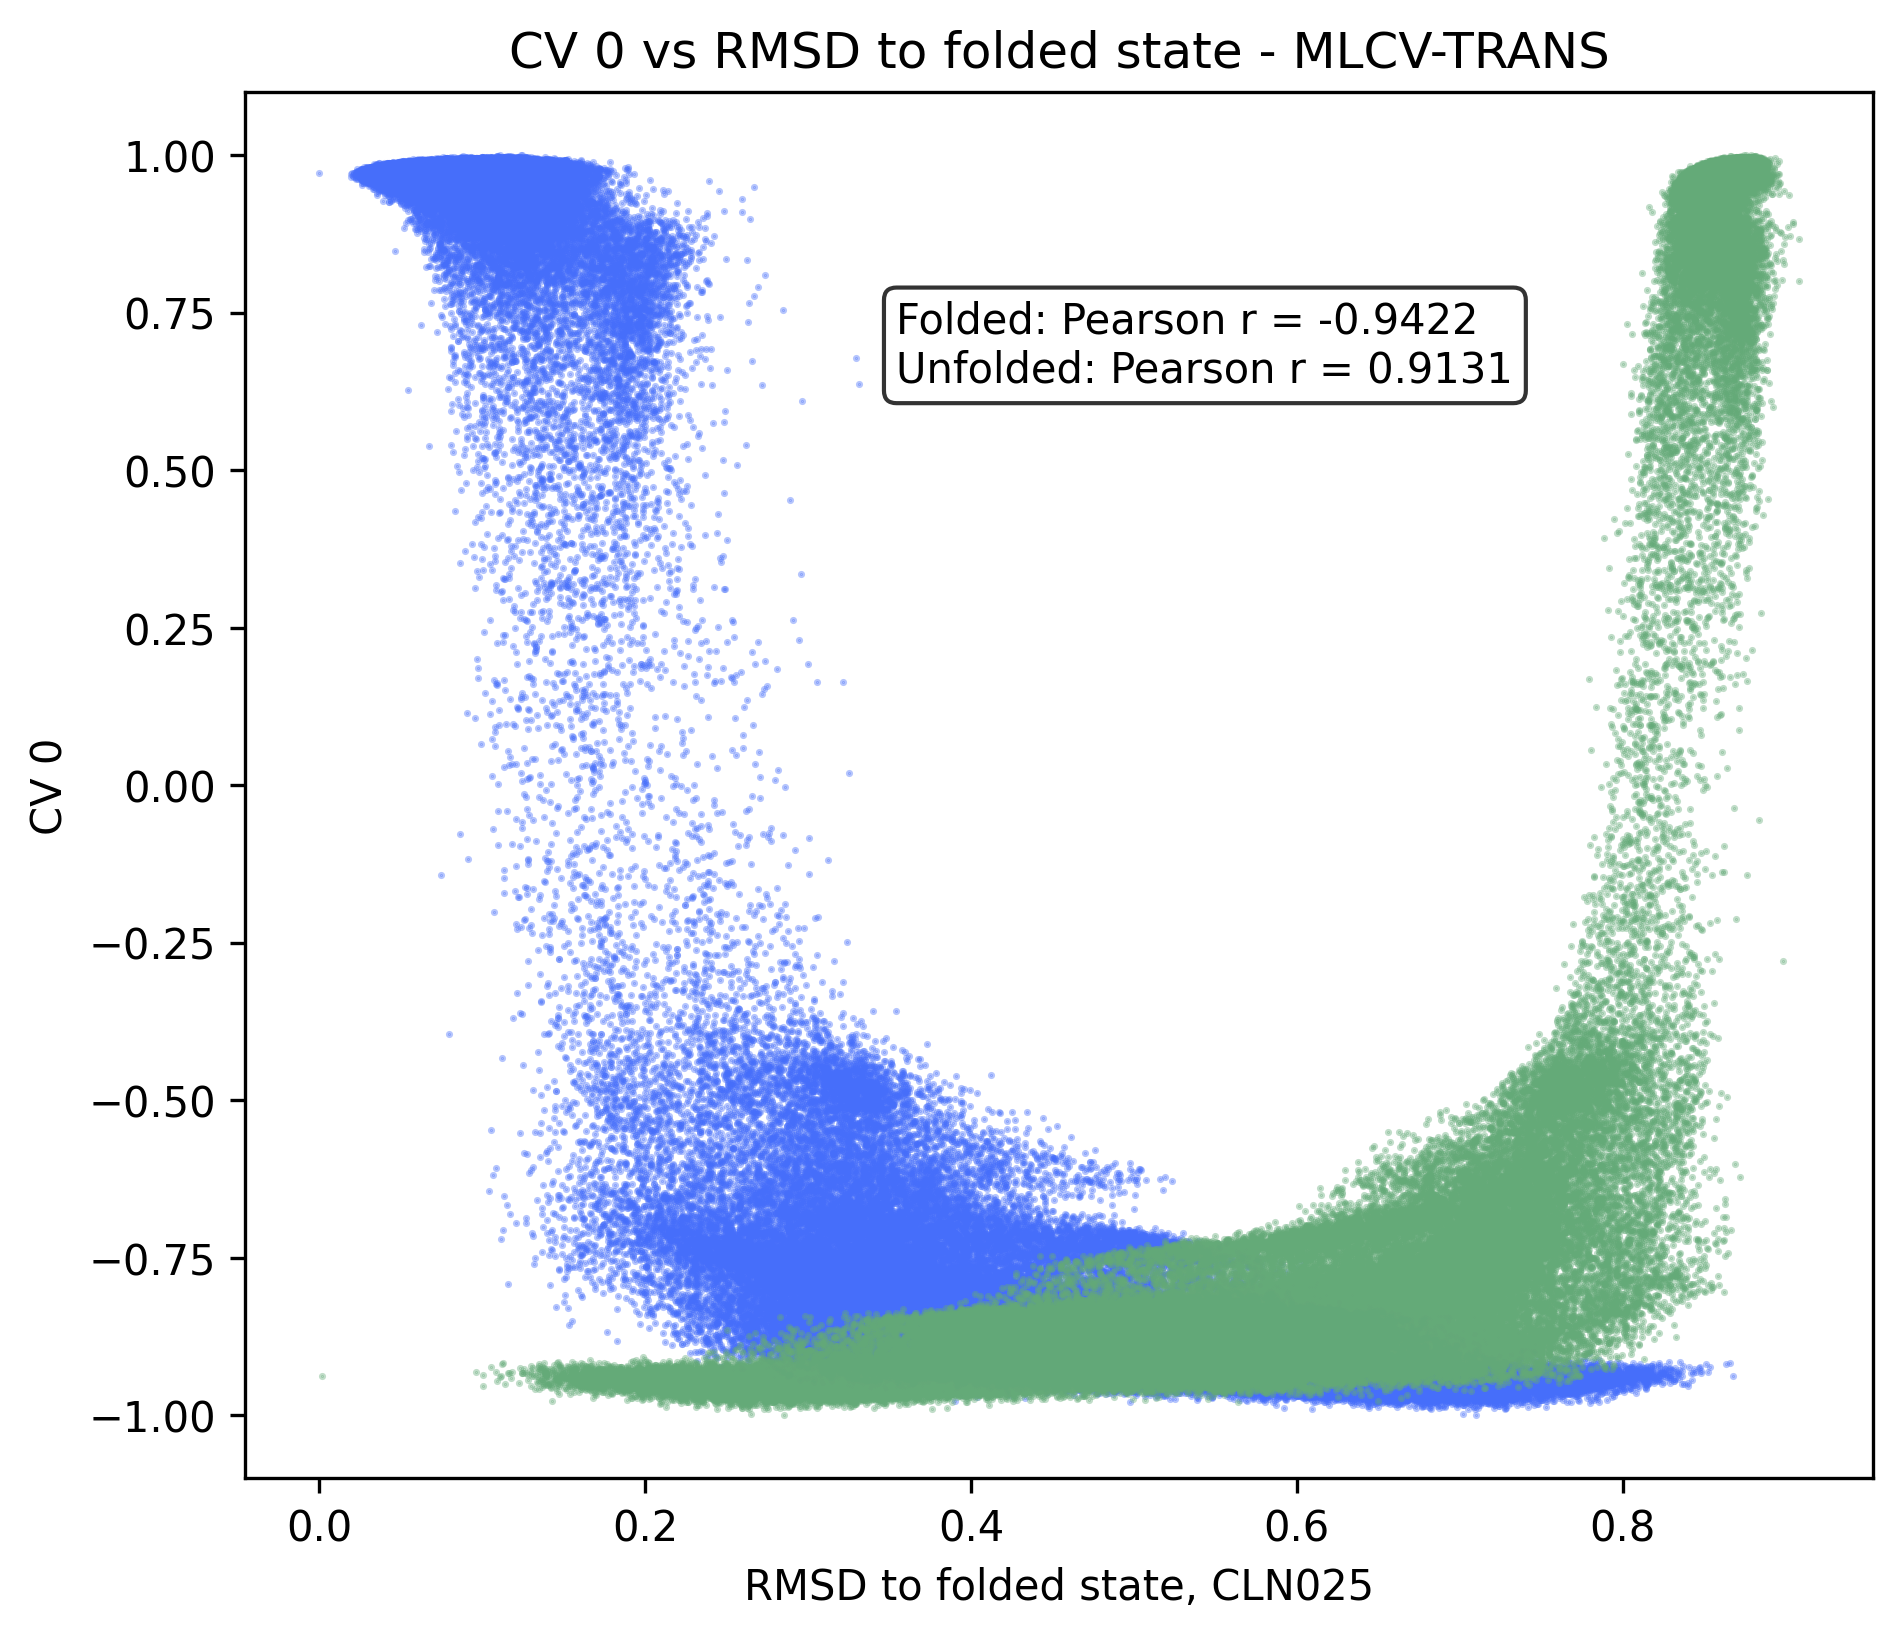 CV 0 vs RMSD to folded state - MLCV-TRANS
1.00
0.75
0.50
0.25
0.00
−0.25
−0.50
−0.75
−1.00
CV 0
Folded: Pearson r = -0.9422
Unfolded: Pearson r = 0.9131
0.0 0.2 0.4 0.6 0.8
RMSD to folded state, CLN025